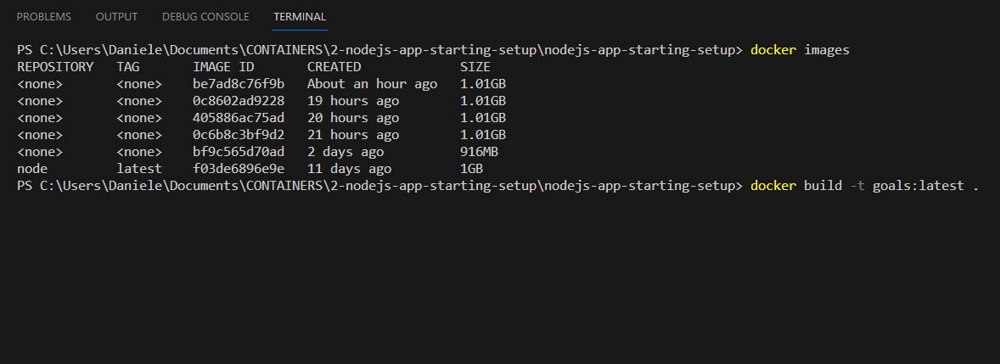 PROBLEMS OUTPUT DEBUG CONSOLE TERMINAL
PS C:\Users\Daniele\Documents\CONTAINERS\2-nodejs-app-starting-setup\nodejs-app-starting-setup> docker images
REPOSITORY TAG IMAGE ID CREATED SIZE
<none> <none> be7ad8c76f9b About an hour ago 1.01GB
<none> <none> 0c8602ad9228 19 hours ago 1.01GB
<none> <none> 405886ac75ad 20 hours ago 1.01GB
<none> <none> 0c6b8c3bf9d2 21 hours ago 1.01GB
<none> <none> bf9c565d70ad 2 days ago 916MB
node latest f03de6896e9e 11 days ago 1GB
PS C:\Users\Daniele\Documents\CONTAINERS\2-nodejs-app-starting-setup\nodejs-app-starting-setup> docker build -t goals:latest .